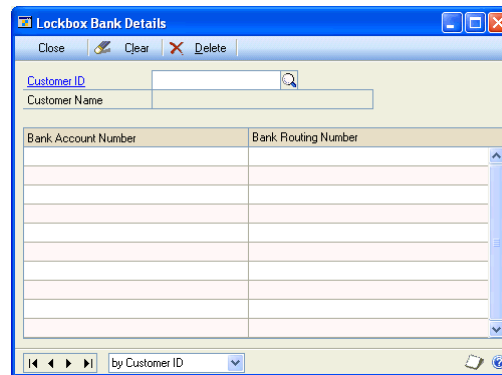 Lockbox Bank Details
Close Clear Delete
Customer ID
Customer Name
Bank Account Number Bank Routing Number
by Customer ID